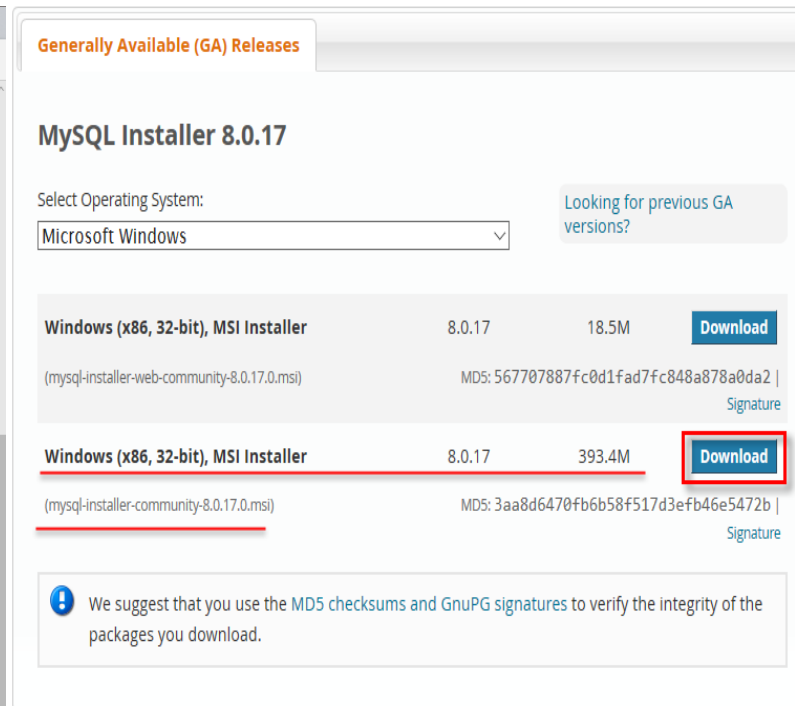 Generally Available (GA) Releases
MySQL Installer 8.0.17
Select Operating System:
Looking for previous GA
versions?
Microsoft Windows
Windows (x86, 32-bit), MSI Installer 8.0.17 18.5M Download
(mysql-installer-web-community-8.0.17.0.msi) MD5: 567707887fc0d1fad7fc848a878a0da2 |
Signature
Windows (x86, 32-bit), MSI Installer 8.0.17 393.4M Download
(mysql-installer-community-8.0.17.0.msi) MD5: 3aa8d6470fb6b58f517d3efb46e5472b |
Signature
We suggest that you use the MD5 checksums and GnuPG signatures to verify the integrity of the
packages you download.